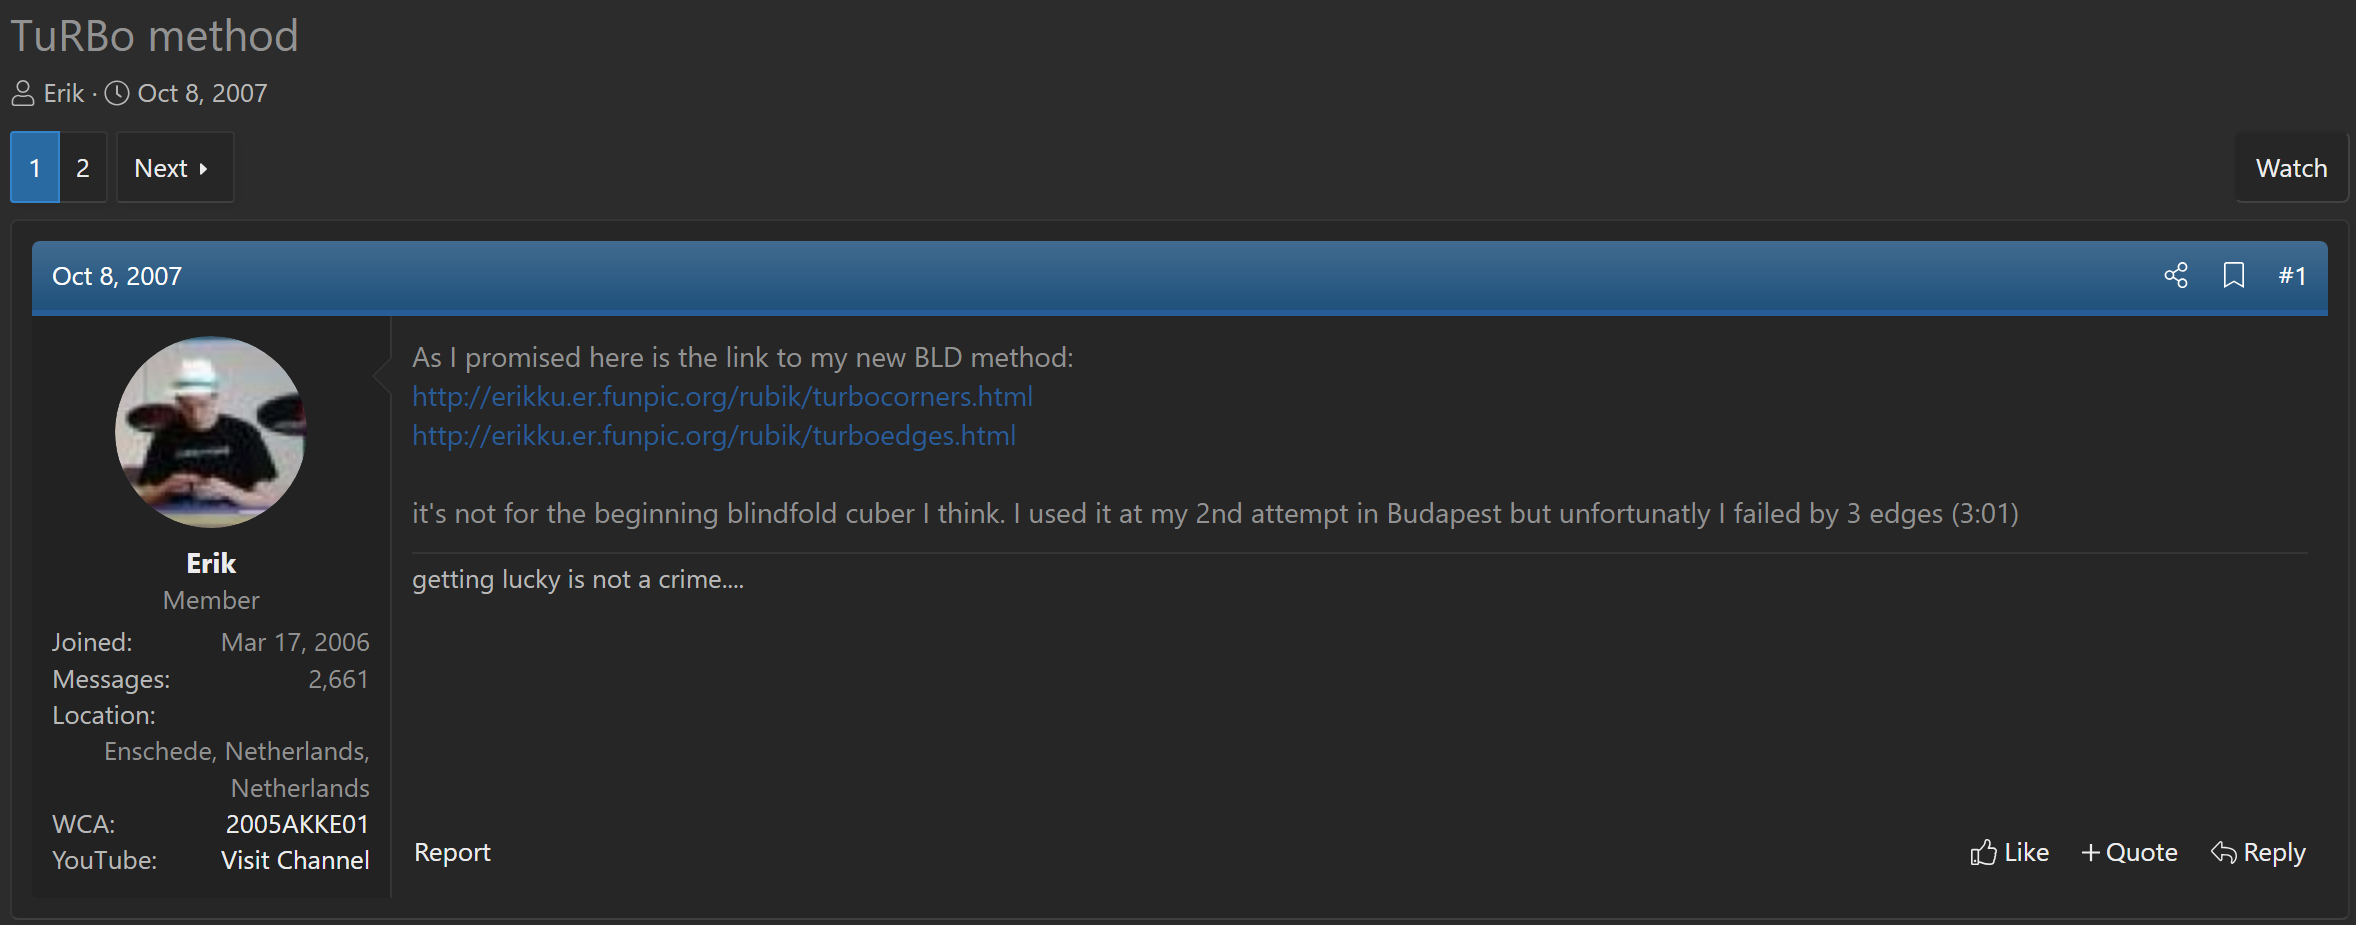 TuRBo method
Erik · Oct 8, 2007
1 2 Next
Watch
Oct 8, 2007
#1
Erik
Member
Joined: Mar 17, 2006
Messages: 2,661
Location:
Enschede, Netherlands,
Netherlands
WCA: 2005AKKE01
YouTube: Visit Channel
As I promised here is the link to my new BLD method:
http://erikku.er.funpic.org/rubik/turbocorners.html
http://erikku.er.funpic.org/rubik/turboedges.html
it's not for the beginning blindfold cuber I think. I used it at my 2nd attempt in Budapest but unfortunatly I failed by 3 edges (3:01)
getting lucky is not a crime....
Report
Like + Quote Reply